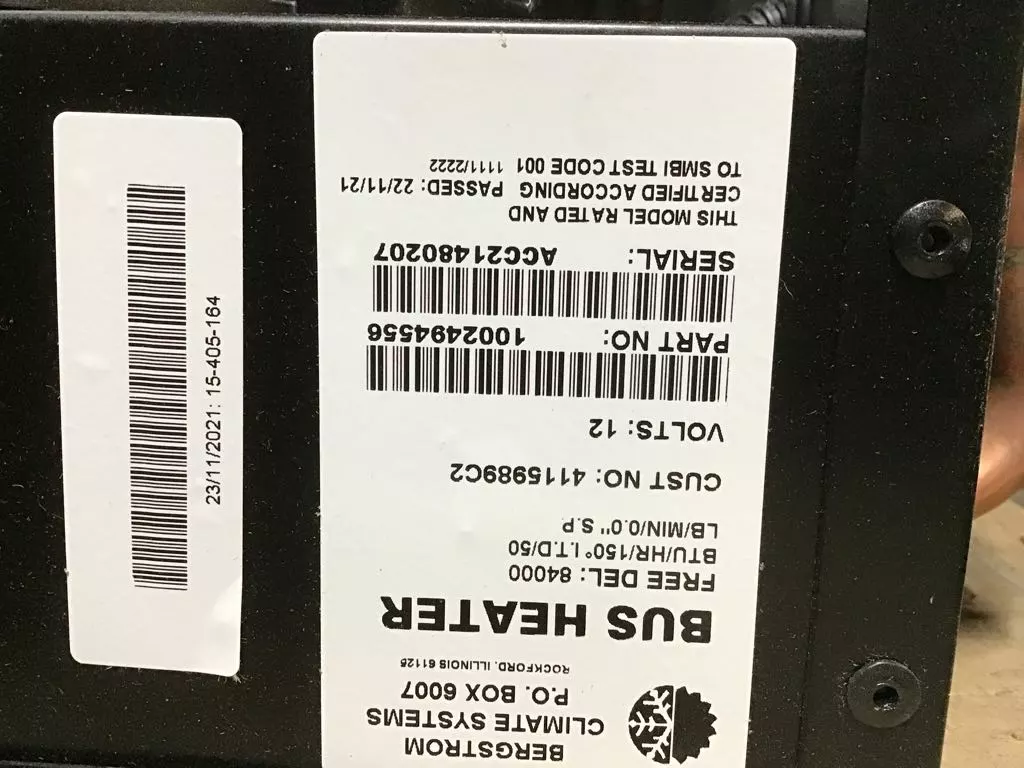 BERGSTROM
CLIMATE SYSTEMS
P.O. BOX 6007
ROCKFORD, ILLINOIS 61125
BUS HEATER
FREE DEL: 84000
BTU/HR/150° I.T.D/50
LB/MIN/0.0" S.P
CUST NO: 4115989C2
VOLTS: 12
PART NO: 1002494556
SERIAL: ACC21480207
THIS MODEL RATED AND
CERTIFIED ACCORDING PASSED: 22/11/21
TO SMBI TEST CODE 001 1111/2222
23/11/2021: 15-405-164